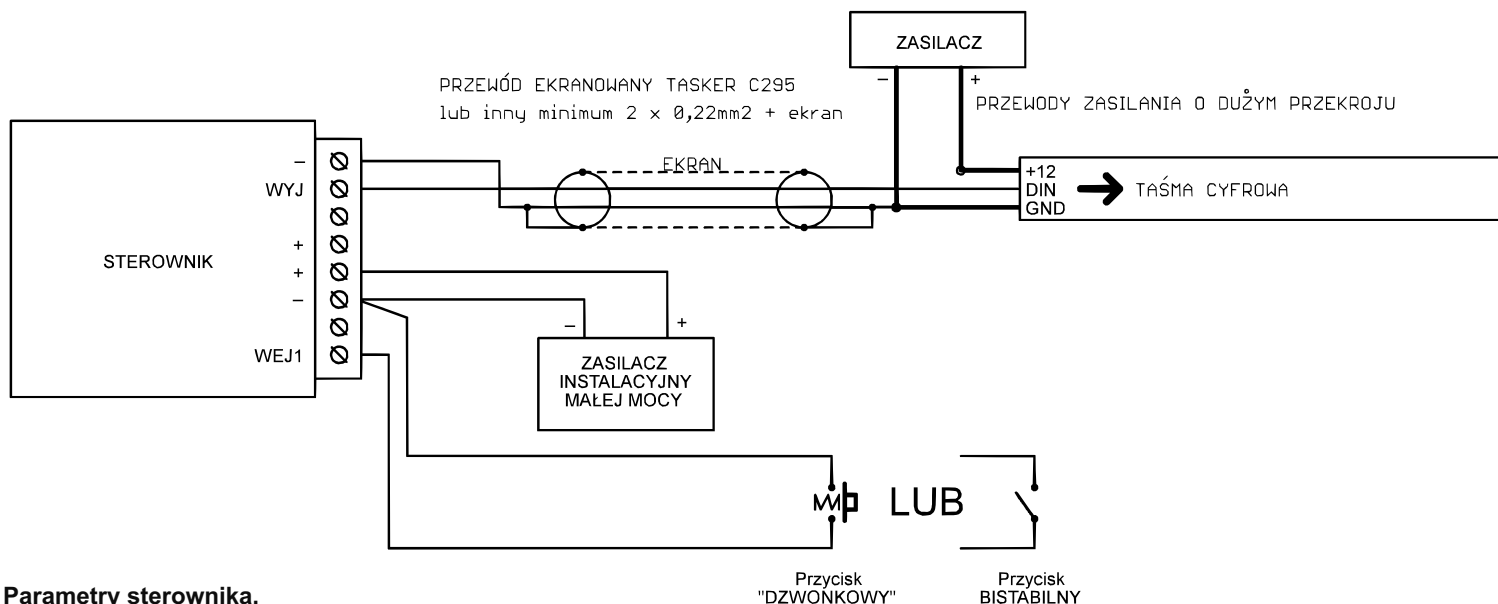 ZASILACZ
– +
PRZEWÓD EKRANOWANY TASKER C295
lub inny minimum 2 x 0,22mm2 + ekran
PRZEWODY ZASILANIA O DUŻYM PRZEKROJU
EKRAN
STEROWNIK
–
WYJ
+
+
–
WEJ1
+12
DIN
GND
TAŚMA CYFROWA
– +
ZASILACZ
INSTALACYJNY
MAŁEJ MOCY
LUB
Przycisk
"DZWONKOWY"
Przycisk
BISTABILNY
Parametry sterownika.